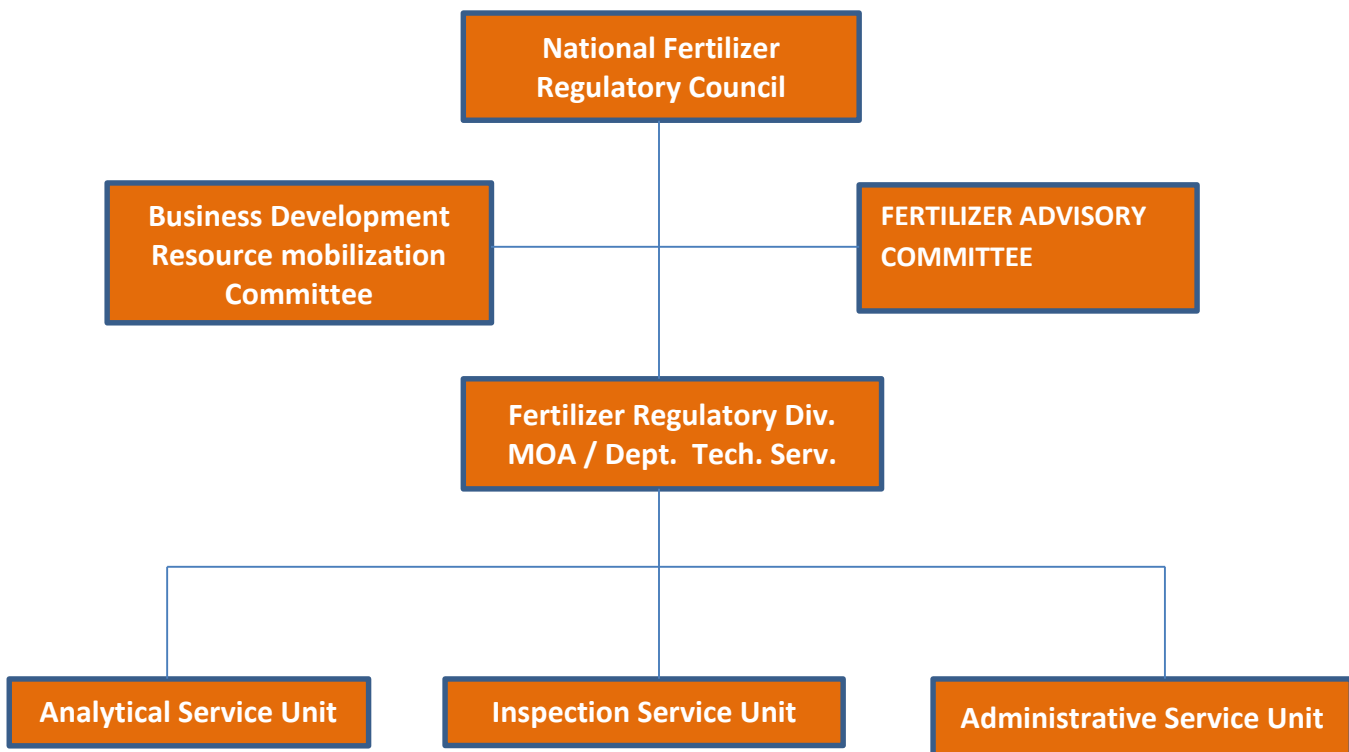 National Fertilizer
Regulatory Council
Business Development
Resource mobilization
Committee
FERTILIZER ADVISORY
COMMITTEE
Fertilizer Regulatory Div.
MOA / Dept.  Tech. Serv.
Analytical Service Unit
Inspection Service Unit
Administrative Service Unit